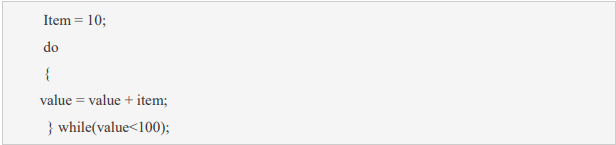 Item = 10;
do
{
value = value + item;
} while(value<100);